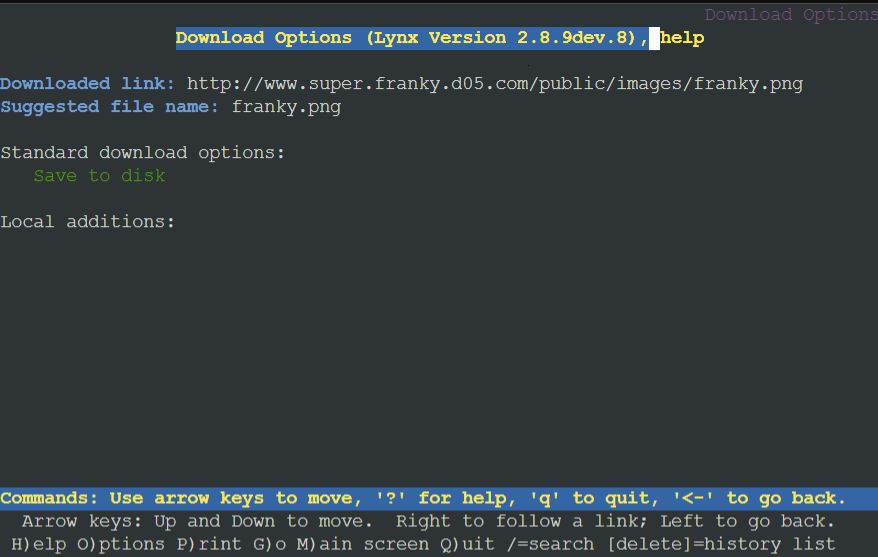 Download Options
Download Options (Lynx Version 2.8.9dev.8), help
Downloaded link: http://www.super.franky.d05.com/public/images/franky.png
Suggested file name: franky.png
Standard download options:
Save to disk
Local additions:
Commands: Use arrow keys to move, '?' for help, 'q' to quit, '<-' to go back.
Arrow keys: Up and Down to move.  Right to follow a link; Left to go back.
H)elp O)ptions P)rint G)o M)ain screen Q)uit /=search [delete]=history list